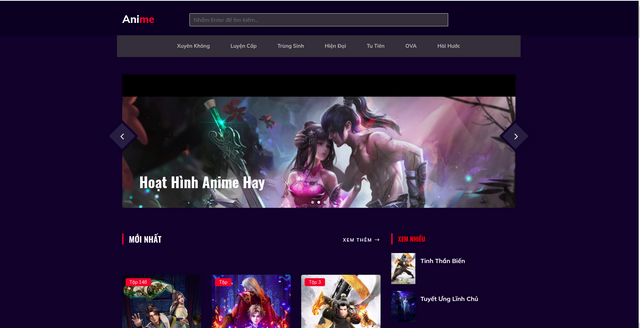 Anime
Nhấn Enter để tìm kiếm...
Xuyên Không Luyện Cấp Trùng Sinh Hiện Đại Tu Tiên OVA Hài Hước
Hoạt Hình Anime Hay
MỚI NHẤT
XEM THÊM →
XEM NHIỀU
Tinh Thần Biến
Tuyết Ưng Lĩnh Chủ
Tập 148
Tập
Tập 3